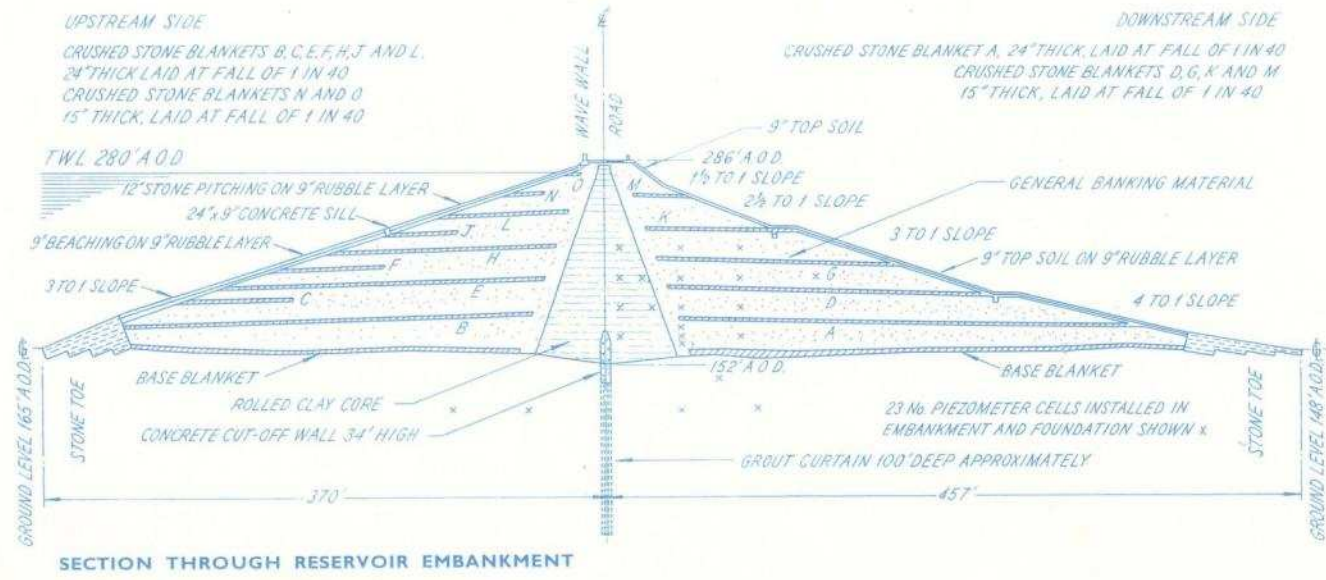 UPSTREAM SIDE
CRUSHED STONE BLANKETS B,C,E,F,H,J AND L.
24" THICK LAID AT FALL OF 1 IN 40
CRUSHED STONE BLANKETS N AND O
15" THICK, LAID AT FALL OF 1 IN 40
DOWNSTREAM SIDE
CRUSHED STONE BLANKET A, 24" THICK, LAID AT FALL OF 1 IN 40
CRUSHED STONE BLANKETS D,G,K AND M
15" THICK, LAID AT FALL OF 1 IN 40
WAVE WALL
ROAD
9" TOP SOIL
TWL 280' A.O.D
286' A.O.D.
1½ TO 1 SLOPE
2½ TO 1 SLOPE
GENERAL BANKING MATERIAL
12" STONE PITCHING ON 9" RUBBLE LAYER
24" x 9" CONCRETE SILL
9" BEACHING ON 9" RUBBLE LAYER
3 TO 1 SLOPE
3 TO 1 SLOPE
9" TOP SOIL ON 9" RUBBLE LAYER
4 TO 1 SLOPE
O
N
M
L
K
J
H
F
G
E
C
D
B
A
BASE BLANKET
152' A.O.D.
BASE BLANKET
ROLLED CLAY CORE
CONCRETE CUT-OFF WALL 34' HIGH
23 No. PIEZOMETER CELLS INSTALLED IN
EMBANKMENT AND FOUNDATION SHOWN x
GROUT CURTAIN 100' DEEP APPROXIMATELY
GROUND LEVEL 165' A.O.D.
STONE TOE
STONE TOE
GROUND LEVEL 148' A.O.D.
370'
457'
SECTION THROUGH RESERVOIR EMBANKMENT